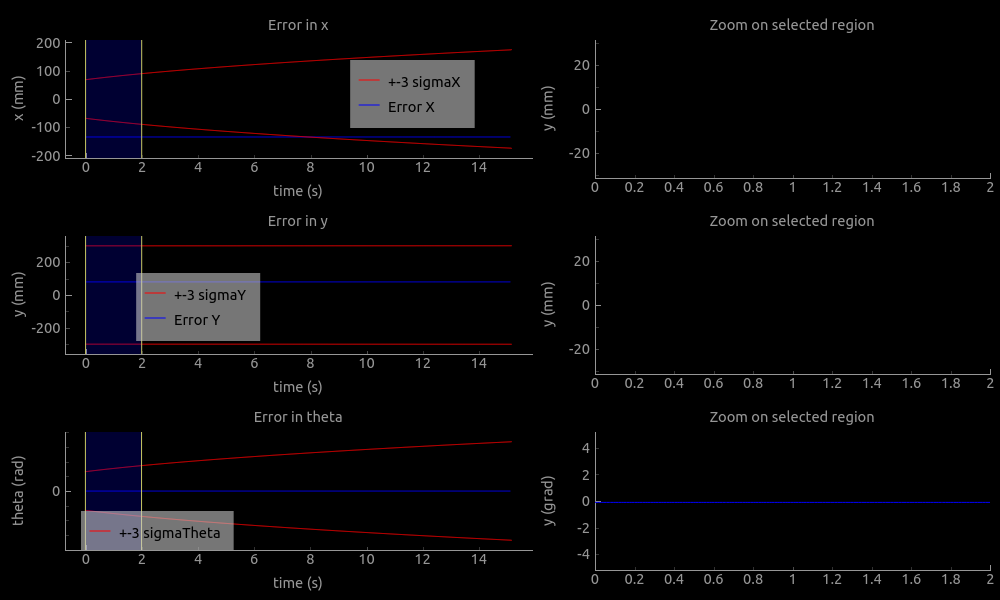 Error in x
200
100
0
-100
-200
x (mm)
+-3 sigmaX
Error X
0 2 4 6 8 10 12 14
time (s)
Zoom on selected region
20
0
-20
y (mm)
0 0.2 0.4 0.6 0.8 1 1.2 1.4 1.6 1.8 2
Error in y
200
0
-200
y (mm)
+-3 sigmaY
Error Y
0 2 4 6 8 10 12 14
time (s)
Zoom on selected region
20
0
-20
y (mm)
0 0.2 0.4 0.6 0.8 1 1.2 1.4 1.6 1.8 2
Error in theta
0
theta (rad)
+-3 sigmaTheta
0 2 4 6 8 10 12 14
time (s)
Zoom on selected region
4
2
0
-2
-4
y (grad)
0 0.2 0.4 0.6 0.8 1 1.2 1.4 1.6 1.8 2